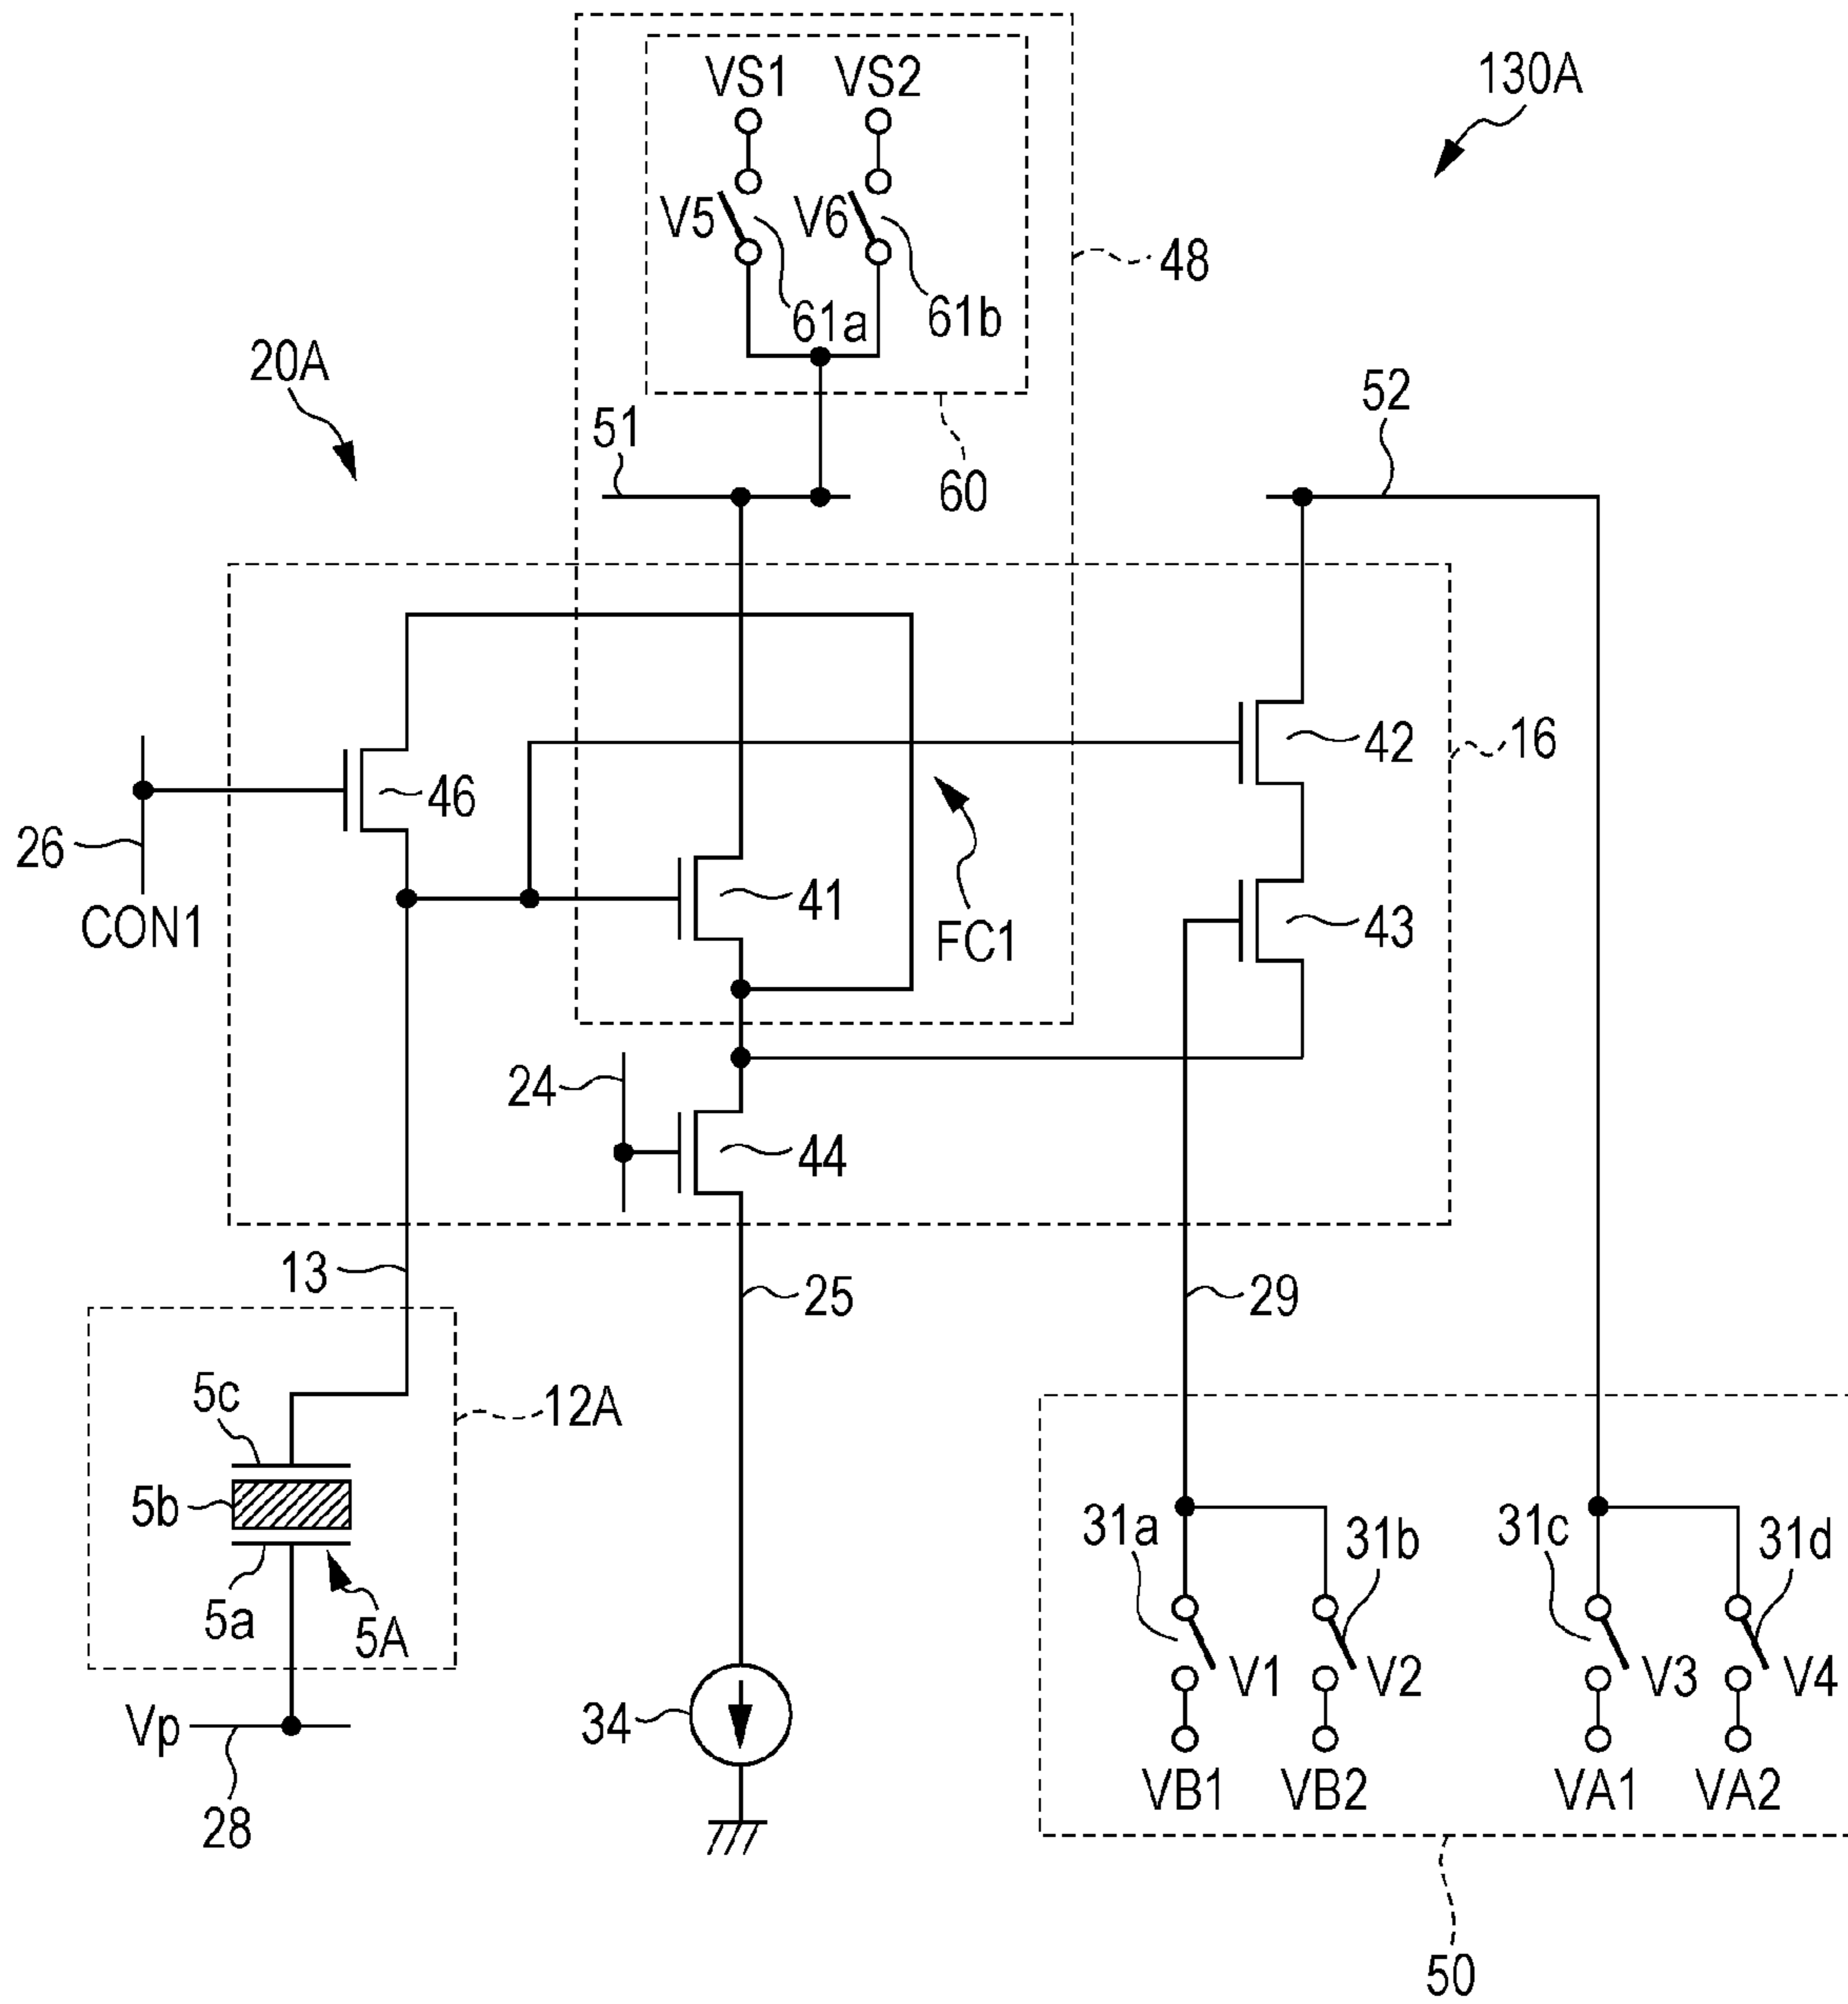 130A
VS1 VS2
V5 V6
61a 61b
48
20A
60
51
52
46
42
16
26
CON1
41
FC1
43
24
44
13
25
29
5c
12A
5b
5a
5A
31a
31b
31c
31d
V1 V2 V3 V4
34
Vp
28
VB1 VB2 VA1 VA2
50